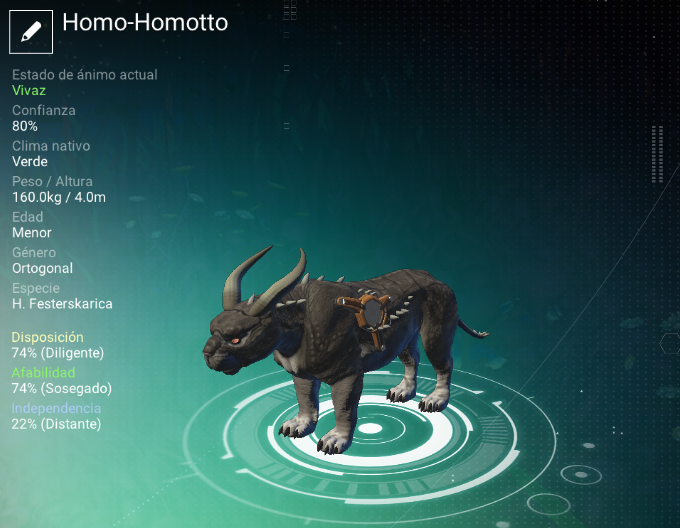 Homo-Homotto
Estado de ánimo actual
Vivaz
Confianza
80%
Clima nativo
Verde
Peso / Altura
160.0kg / 4.0m
Edad
Menor
Género
Ortogonal
Especie
H. Festerskarica
Disposición
74% (Diligente)
Afabilidad
74% (Sosegado)
Independencia
22% (Distante)